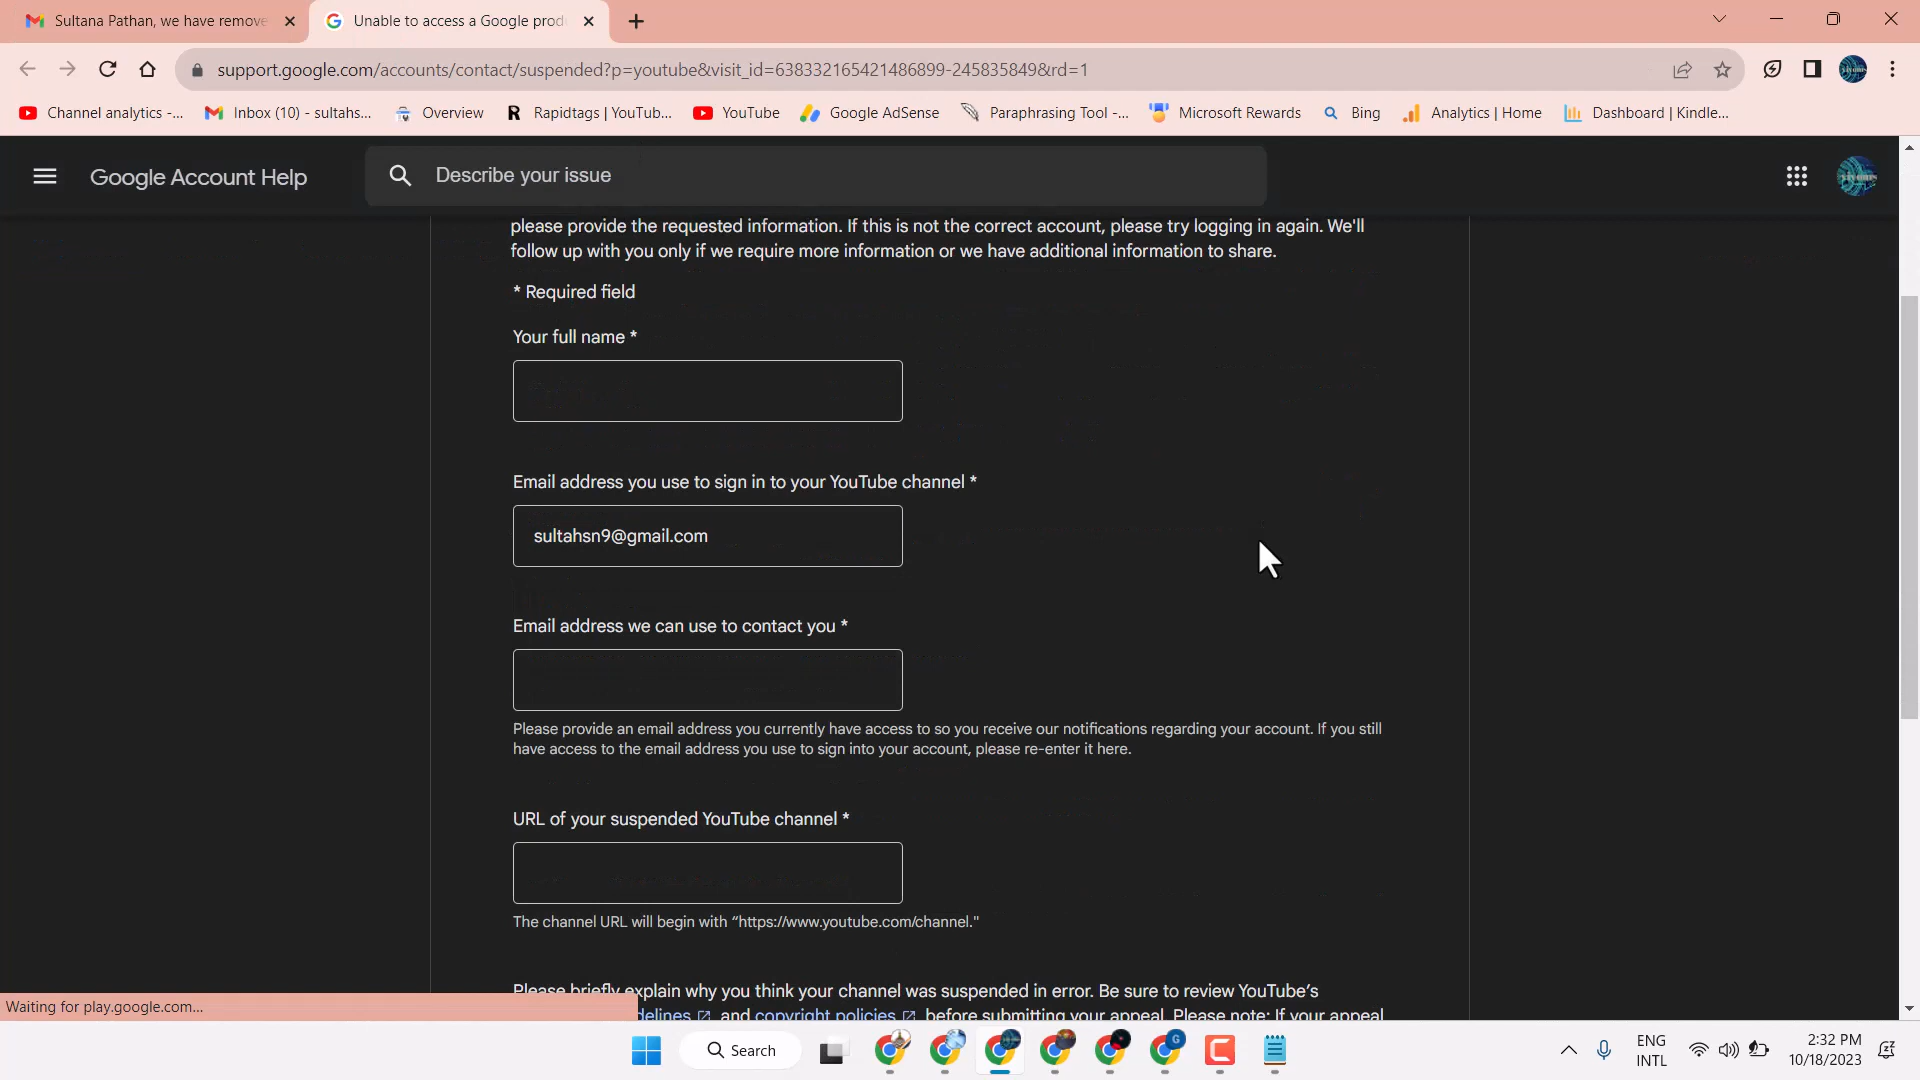 Sultana Pathan, we have remove
Unable to access a Google prod
support.google.com/accounts/contact/suspended?p=youtube&visit_id=638332165421486899-245835849&rd=1
Channel analytics -...
Inbox (10) - sultahs...
Overview
Rapidtags | YouTub...
YouTube
Google AdSense
Paraphrasing Tool -...
Microsoft Rewards
Bing
Analytics | Home
Dashboard | Kindle...
Google Account Help
Describe your issue
please provide the requested information. If this is not the correct account, please try logging in again. We'll
follow up with you only if we require more information or we have additional information to share.
* Required field
Your full name *
Email address you use to sign in to your YouTube channel *
sultahsn9@gmail.com
Email address we can use to contact you *
Please provide an email address you currently have access to so you receive our notifications regarding your account. If you still
have access to the email address you use to sign into your account, please re-enter it here.
URL of your suspended YouTube channel *
The channel URL will begin with “https://www.youtube.com/channel."
Please briefly explain why you think your channel was suspended in error. Be sure to review YouTube’s
delines and copyright policies before submitting your appeal. Please note: If your appeal
Waiting for play.google.com...
Search
ENG
INTL
2:32 PM
10/18/2023